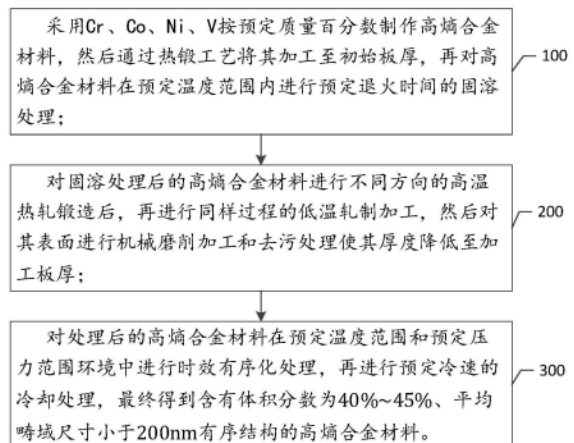 采用Cr、Co、Ni、V按预定质量百分数制作高熵合金
材料，然后通过热锻工艺将其加工至初始板厚，再对高
熵合金材料在预定温度范围内进行预定退火时间的固溶
处理；
100
对固溶处理后的高熵合金材料进行不同方向的高温
热轧锻造后，再进行同样过程的低温轧制加工，然后对
其表面进行机械磨削加工和去污处理使其厚度降低至加
工板厚；
200
对处理后的高熵合金材料在预定温度范围和预定压
力范围环境中进行时效有序化处理，再进行预定冷速的
冷却处理，最终得到含有体积分数为40%~45%、平均
畴域尺寸小于200nm有序结构的高熵合金材料。
300